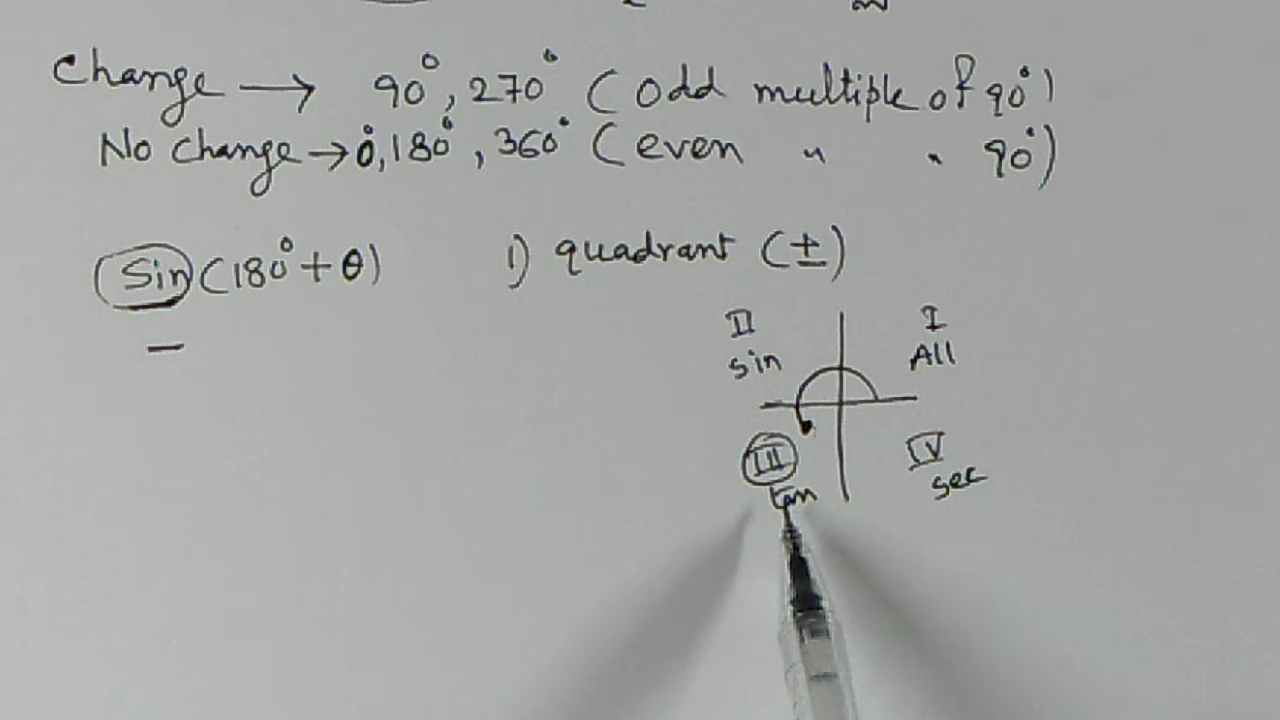 Change → 90°, 270° (Odd multiple of 90°)
No change → 0°, 180°, 360° (even " " 90°)
Sin(180° + θ) 1) quadrant (±)
—
II I
sin All
III IV
tan sec